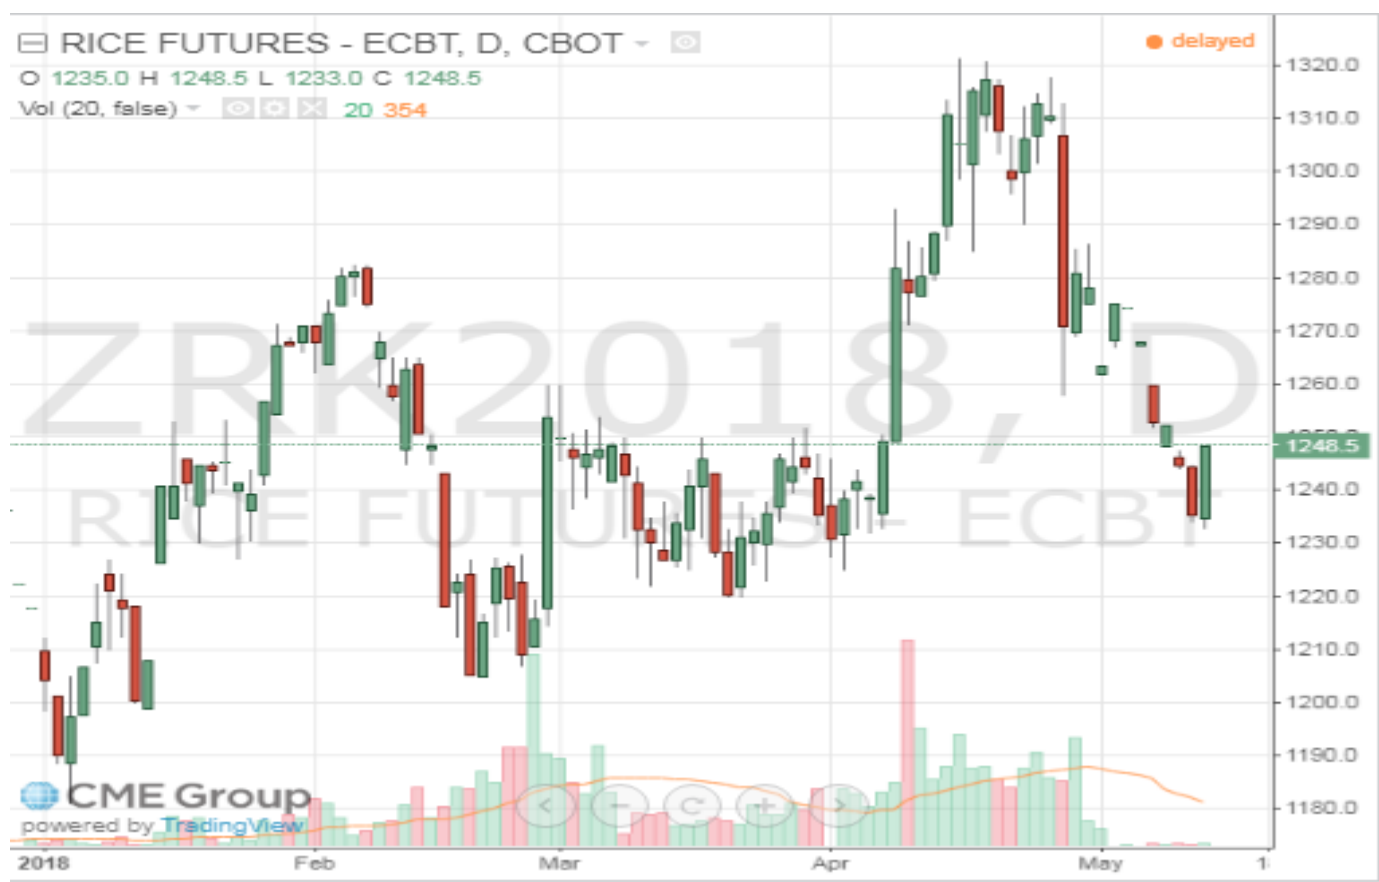 RICE FUTURES - ECBT, D, CBOT
delayed
O 1235.0 H 1248.5 L 1233.0 C 1248.5
Vol (20, false) 20 354
1320.0
1310.0
1300.0
1290.0
1280.0
1270.0
1260.0
1248.5
1240.0
1230.0
1220.0
1210.0
1200.0
1190.0
1180.0
ZRK2018, D
RICE FUTURES - ECBT
CME Group
powered by TradingView
2018 Feb Mar Apr May